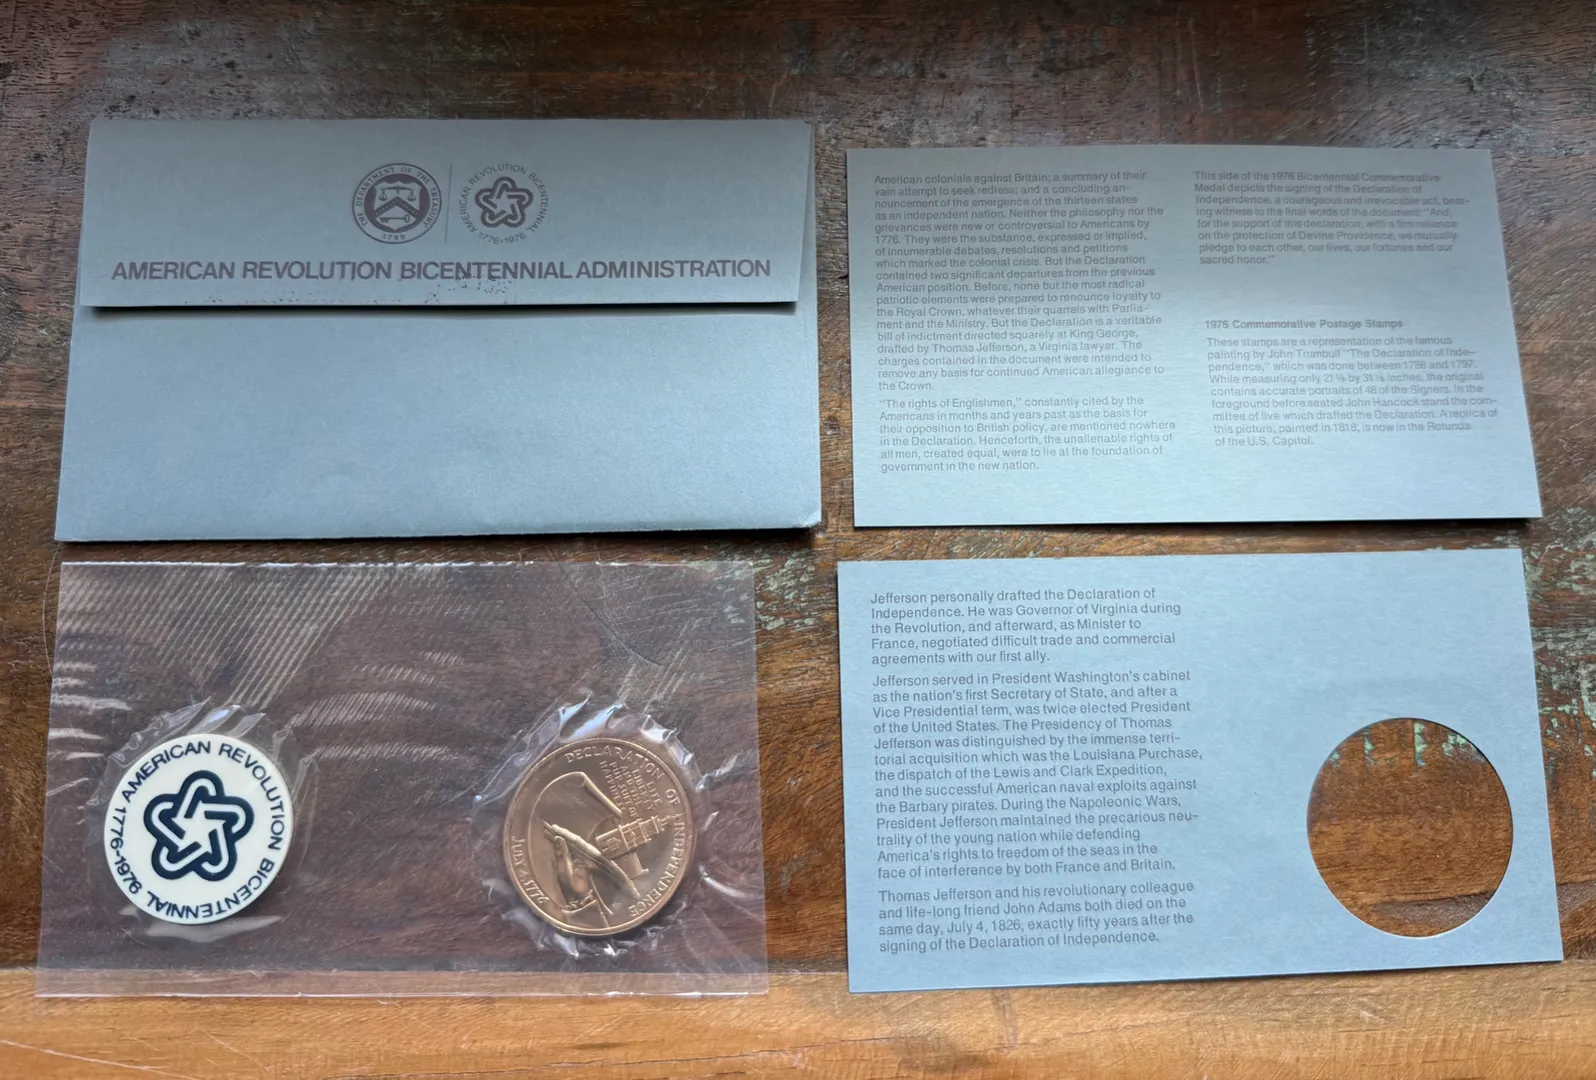 THE DEPARTMENT OF THE TREASURY
1789
AMERICAN REVOLUTION BICENTENNIAL
1776-1976
AMERICAN REVOLUTION BICENTENNIAL ADMINISTRATION
American colonials against Britain; a summary of their
vain attempt to seek redress; and a concluding an-
nouncement of the emergence of the thirteen states
as an independent nation. Neither the philosophy nor the
grievances were new or controversial to Americans by
1776. They were the substance, expressed or implied,
of innumerable debates, resolutions and petitions
which marked the colonial crisis. But the Declaration
contained two significant departures from the previous
American position. Before, none but the most radical
patriotic elements were prepared to renounce loyalty to
the Royal Crown, whatever their quarrels with Parlia-
ment and the Ministry. But the Declaration is a veritable
bill of indictment directed squarely at King George,
drafted by Thomas Jefferson, a Virginia lawyer. The
charges contained in the document were intended to
remove any basis for continued American allegiance to
the Crown.
"The rights of Englishmen," constantly cited by the
Americans in months and years past as the basis for
their opposition to British policy, are mentioned nowhere
in the Declaration. Henceforth, the unalienable rights of
all men, created equal, were to lie at the foundation of
government in the new nation.
This side of the 1976 Bicentennial Commemorative
Medal depicts the signing of the Declaration of
Independence, a courageous and irrevocable act, bear-
ing witness to the final words of the document: "And,
for the support of this declaration, with a firm reliance
on the protection of Devine Providence, we mutually
pledge to each other, our lives, our fortunes and our
sacred honor."
1976 Commemorative Postage Stamps
These stamps are a representation of the famous
painting by John Trumbull "The Declaration of Inde-
pendence," which was done between 1786 and 1797.
While measuring only 21 ⅛ by 31 ⅛ inches, the original
contains accurate portraits of 48 of the Signers. In the
foreground before seated John Hancock stand the com-
mittee of five which drafted the Declaration. A replica of
this picture, painted in 1818, is now in the Rotunda
of the U.S. Capitol.
AMERICAN REVOLUTION BICENTENNIAL
1776-1976
DECLARATION OF INDEPENDENCE
JULY 4 1776
LIFE
LIBERTY
Jefferson personally drafted the Declaration of
Independence. He was Governor of Virginia during
the Revolution, and afterward, as Minister to
France, negotiated difficult trade and commercial
agreements with our first ally.
Jefferson served in President Washington's cabinet
as the nation's first Secretary of State, and after a
Vice Presidential term, was twice elected President
of the United States. The Presidency of Thomas
Jefferson was distinguished by the immense terri-
torial acquisition which was the Louisiana Purchase,
the dispatch of the Lewis and Clark Expedition,
and the successful American naval exploits against
the Barbary pirates. During the Napoleonic Wars,
President Jefferson maintained the precarious neu-
trality of the young nation while defending
America's rights to freedom of the seas in the
face of interference by both France and Britain.
Thomas Jefferson and his revolutionary colleague
and life-long friend John Adams both died on the
same day, July 4, 1826, exactly fifty years after the
signing of the Declaration of Independence.